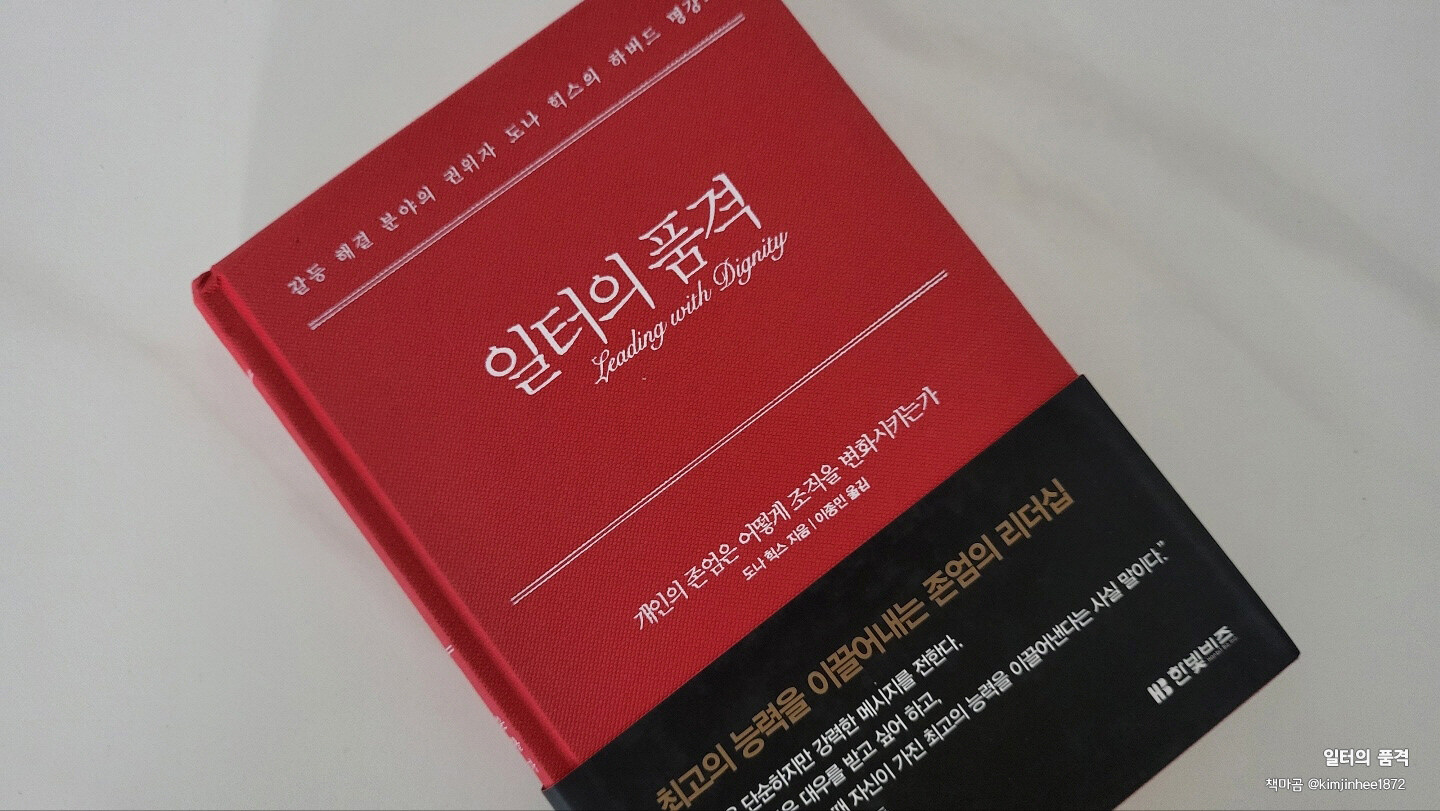 갈등 해결 분야의 권위자 도나 힉스의 하버드
일터의 품격
Leading with Dignity
개인의 존엄은 어떻게 조직을 변화시키는가
도나 힉스 지음 | 이종민 옮김
최고의 능력을 이끌어내는 존엄의 리더십
단순하지만 강력한 메시지를 전한다.
대우를 받고 싶어 하고,
자신이 가진 최고의 능력을 이끌어낸다는 사실 말이다.”
HB 한빛비즈
일터의 품격
책마곰 @kimjinhee1872